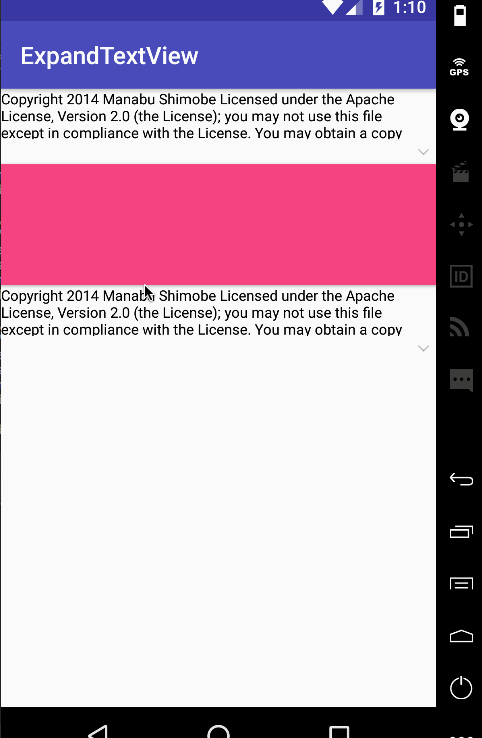 1:10
ExpandTextView
GPS
Copyright 2014 Manabu Shimobe Licensed under the Apache
License, Version 2.0 (the License); you may not use this file
except in compliance with the License. You may obtain a copy
ID
Copyright 2014 Manabu Shimobe Licensed under the Apache
License, Version 2.0 (the License); you may not use this file
except in compliance with the License. You may obtain a copy